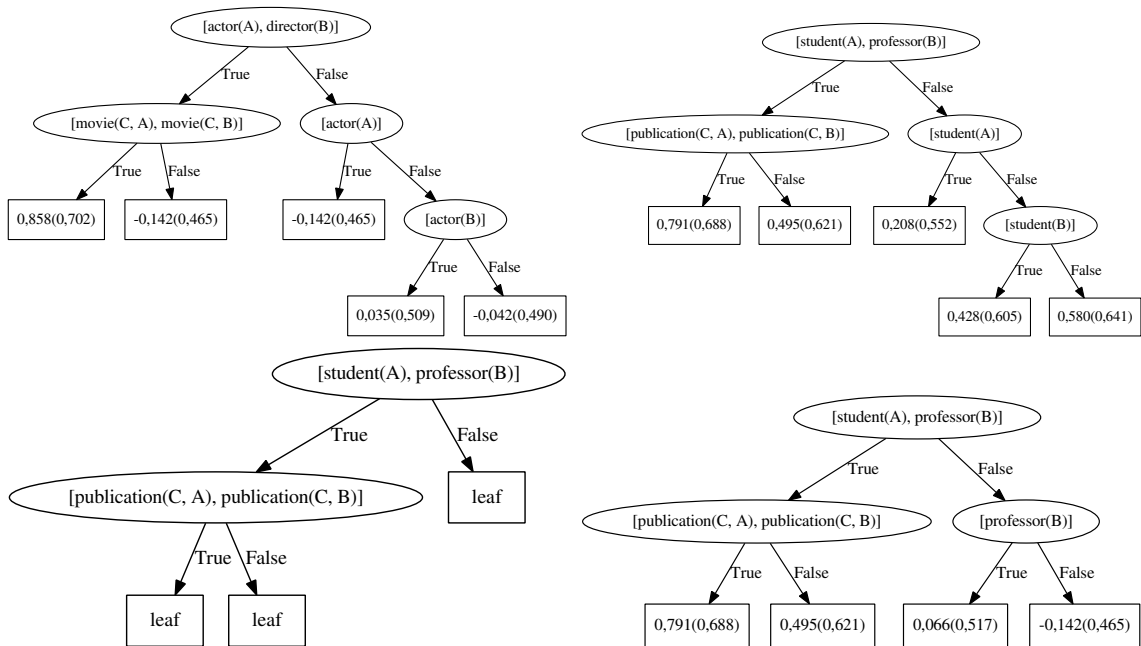 [actor(A), director(B)]
True
False
[movie(C, A), movie(C, B)]
[actor(A)]
True
False
True
False
0,858(0,702)
-0,142(0,465)
-0,142(0,465)
[actor(B)]
True
False
0,035(0,509)
-0,042(0,490)
[student(A), professor(B)]
True
False
[publication(C, A), publication(C, B)]
[student(A)]
True
False
True
False
0,791(0,688)
0,495(0,621)
0,208(0,552)
[student(B)]
True
False
0,428(0,605)
0,580(0,641)
[student(A), professor(B)]
True
False
[publication(C, A), publication(C, B)]
leaf
True
False
leaf
leaf
[student(A), professor(B)]
True
False
[publication(C, A), publication(C, B)]
[professor(B)]
True
False
True
False
0,791(0,688)
0,495(0,621)
0,066(0,517)
-0,142(0,465)